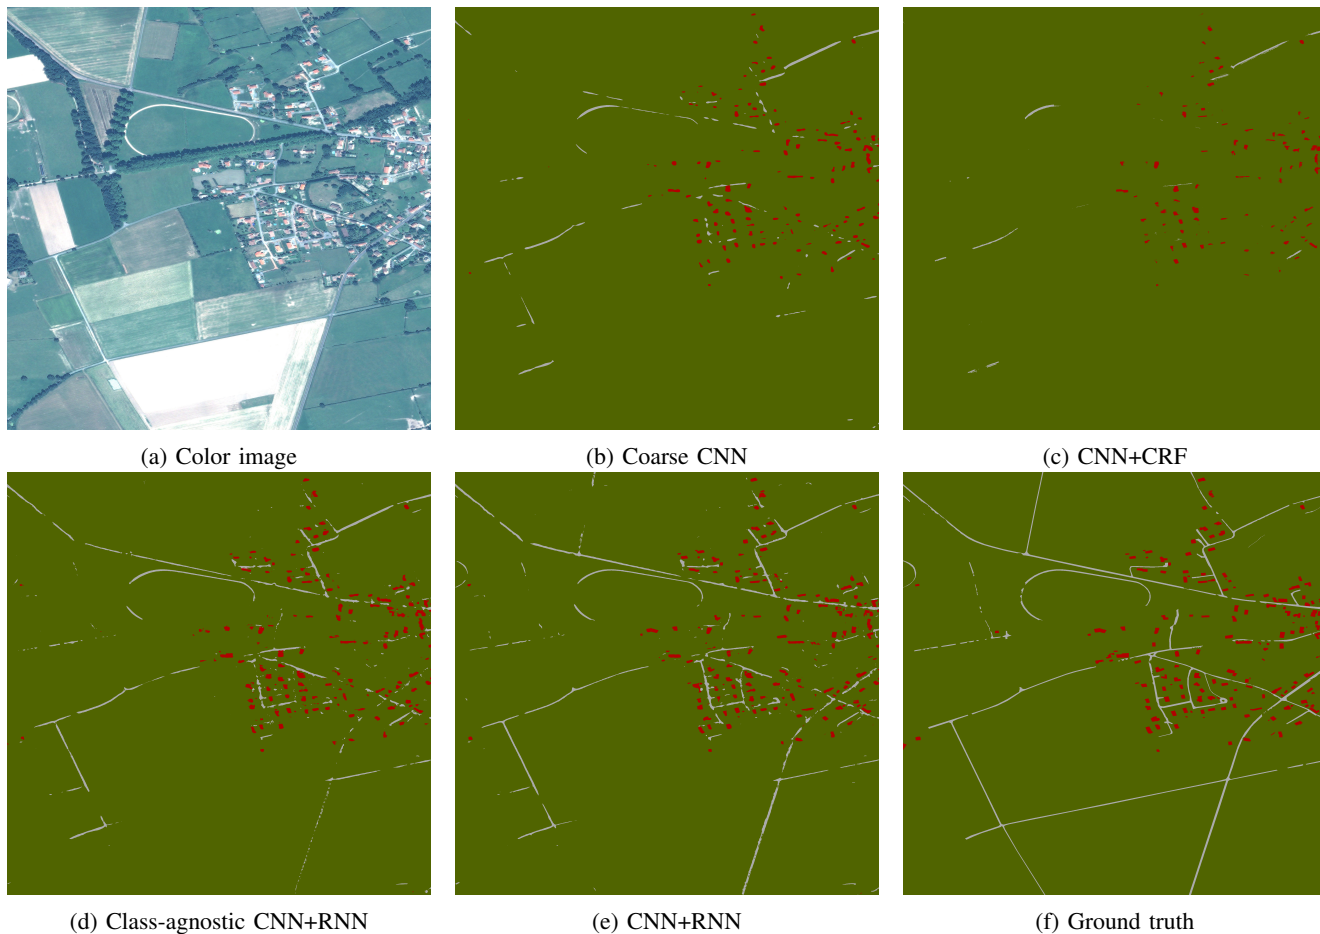 (a) Color image
(b) Coarse CNN
(c) CNN+CRF
(d) Class-agnostic CNN+RNN
(e) CNN+RNN
(f) Ground truth